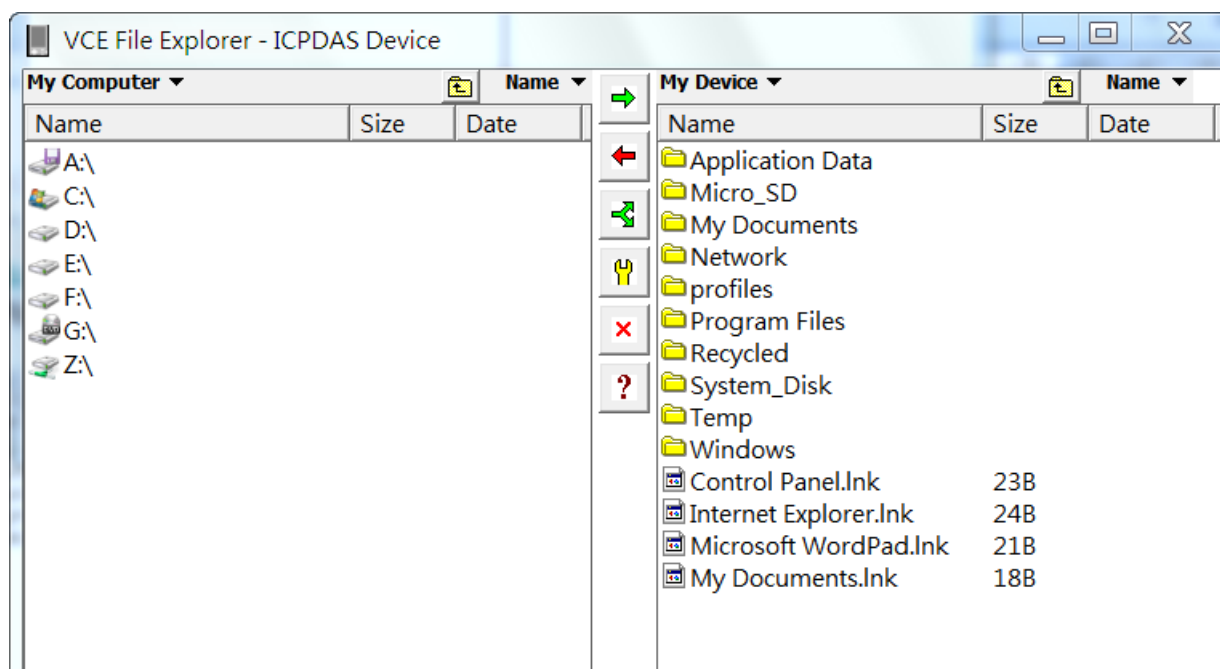 VCE File Explorer - ICPDAS Device
My Computer Name
Name Size Date
A:\
C:\
D:\
E:\
F:\
G:\
Z:\
?
My Device Name
Name Size Date
Application Data
Micro_SD
My Documents
Network
profiles
Program Files
Recycled
System_Disk
Temp
Windows
Control Panel.lnk 23B
Internet Explorer.lnk 24B
Microsoft WordPad.lnk 21B
My Documents.lnk 18B